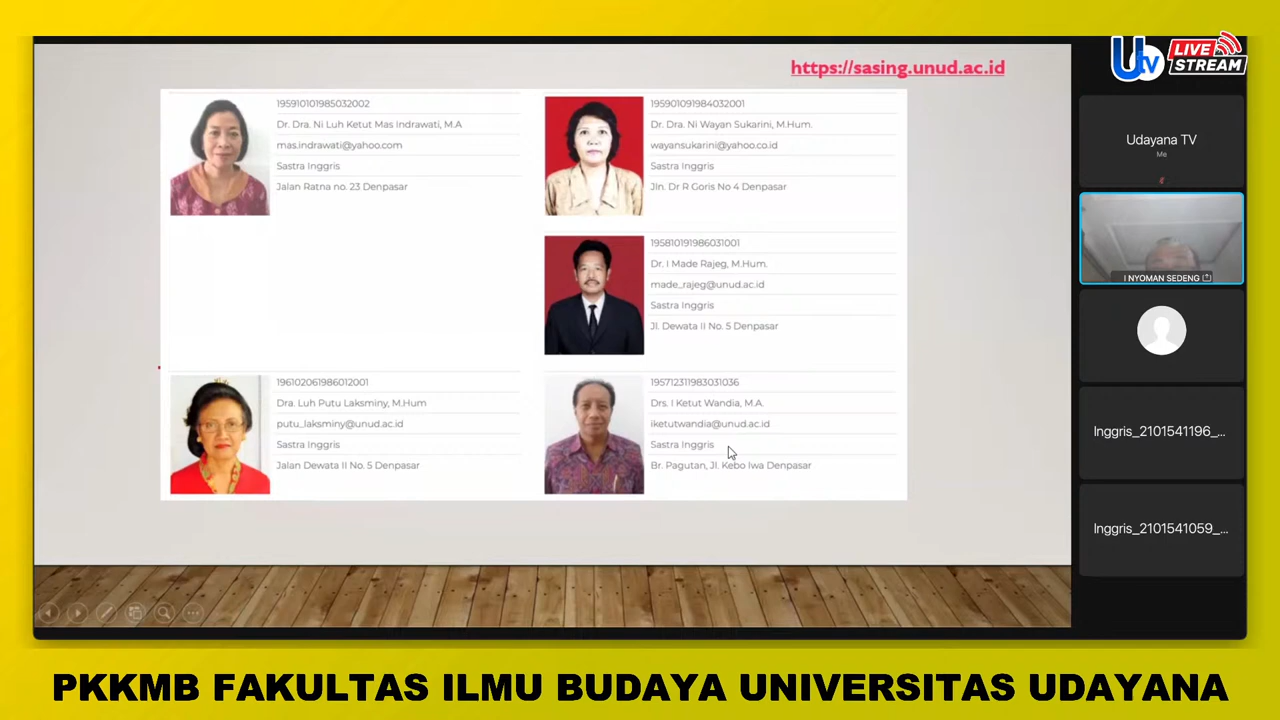 https://sasing.unud.ac.id
U tv
LIVE
STREAM
195910101985032002
Dr. Dra. Ni Luh Ketut Mas Indrawati, M.A
mas.indrawati@yahoo.com
Sastra Inggris
Jalan Ratna no. 23 Denpasar
195901091984032001
Dr. Dra. Ni Wayan Sukarini, M.Hum.
wayansukarini@yahoo.co.id
Sastra Inggris
Jln. Dr R Goris No 4 Denpasar
195810191986031001
Dr. I Made Rajeg, M.Hum.
made_rajeg@unud.ac.id
Sastra Inggris
Jl. Dewata II No. 5 Denpasar
196102061986012001
Dra. Luh Putu Laksminy, M.Hum
putu_laksminy@unud.ac.id
Sastra Inggris
Jalan Dewata II No. 5 Denpasar
195712311983031036
Drs. I Ketut Wandia, M.A.
iketutwandia@unud.ac.id
Sastra Inggris
Br. Pagutan, Jl. Kebo Iwa Denpasar
Udayana TV
Me
I NYOMAN SEDENG
Inggris_2101541196_...
Inggris_2101541059_...
PKKMB FAKULTAS ILMU BUDAYA UNIVERSITAS UDAYANA